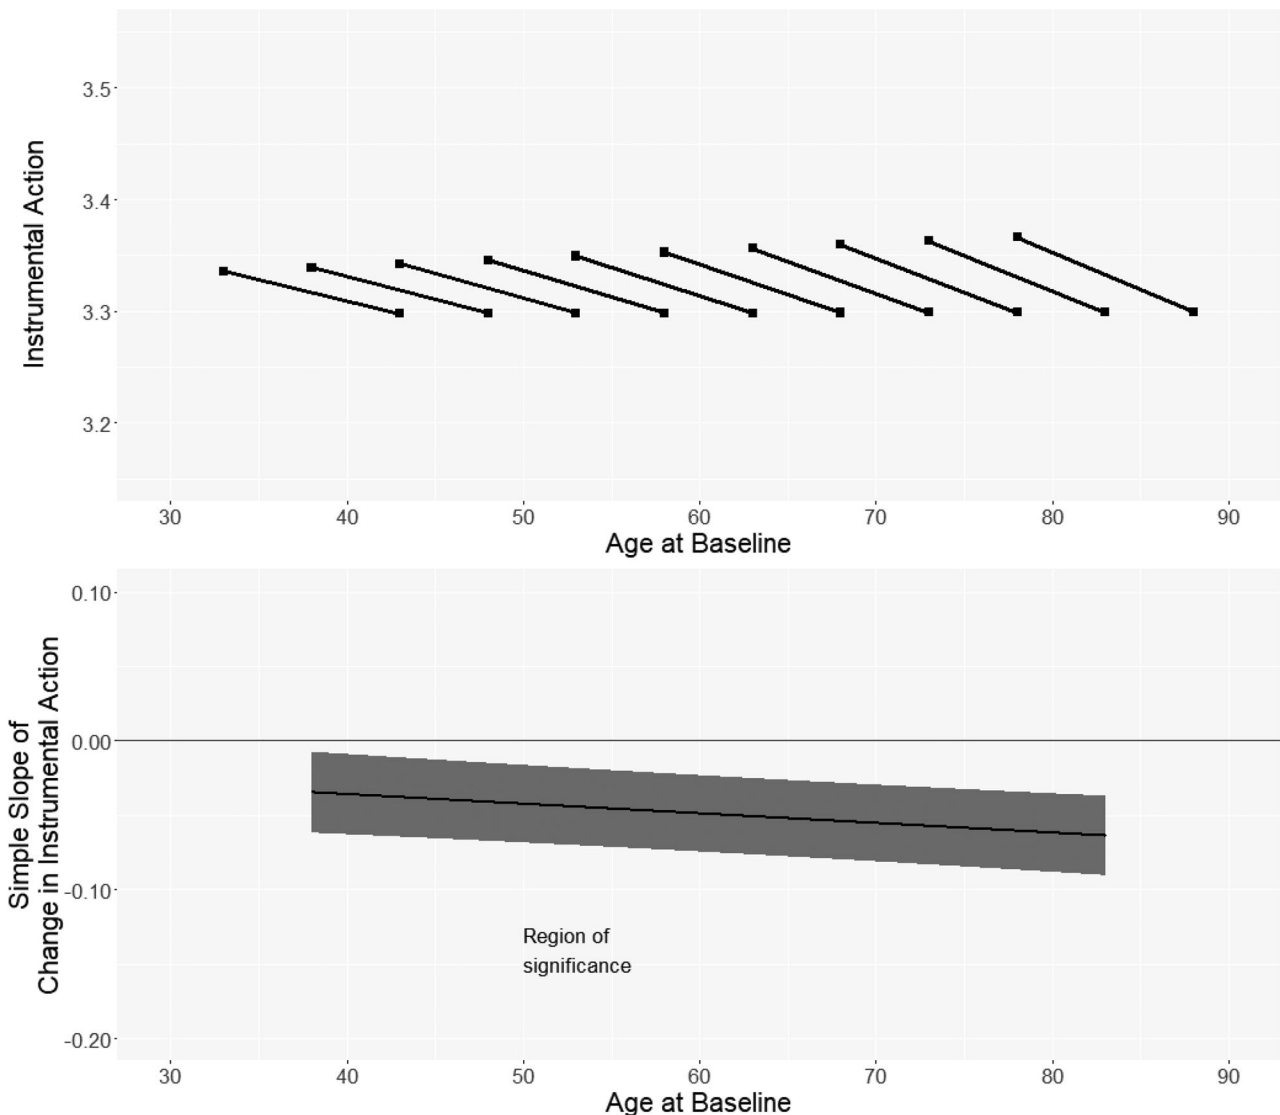 Instrumental Action
3.5
3.4
3.3
3.2
30 40 50 60 70 80 90
Age at Baseline
Simple Slope of
Change in Instrumental Action
0.10
0.00
-0.10
-0.20
Region of
significance
30 40 50 60 70 80 90
Age at Baseline